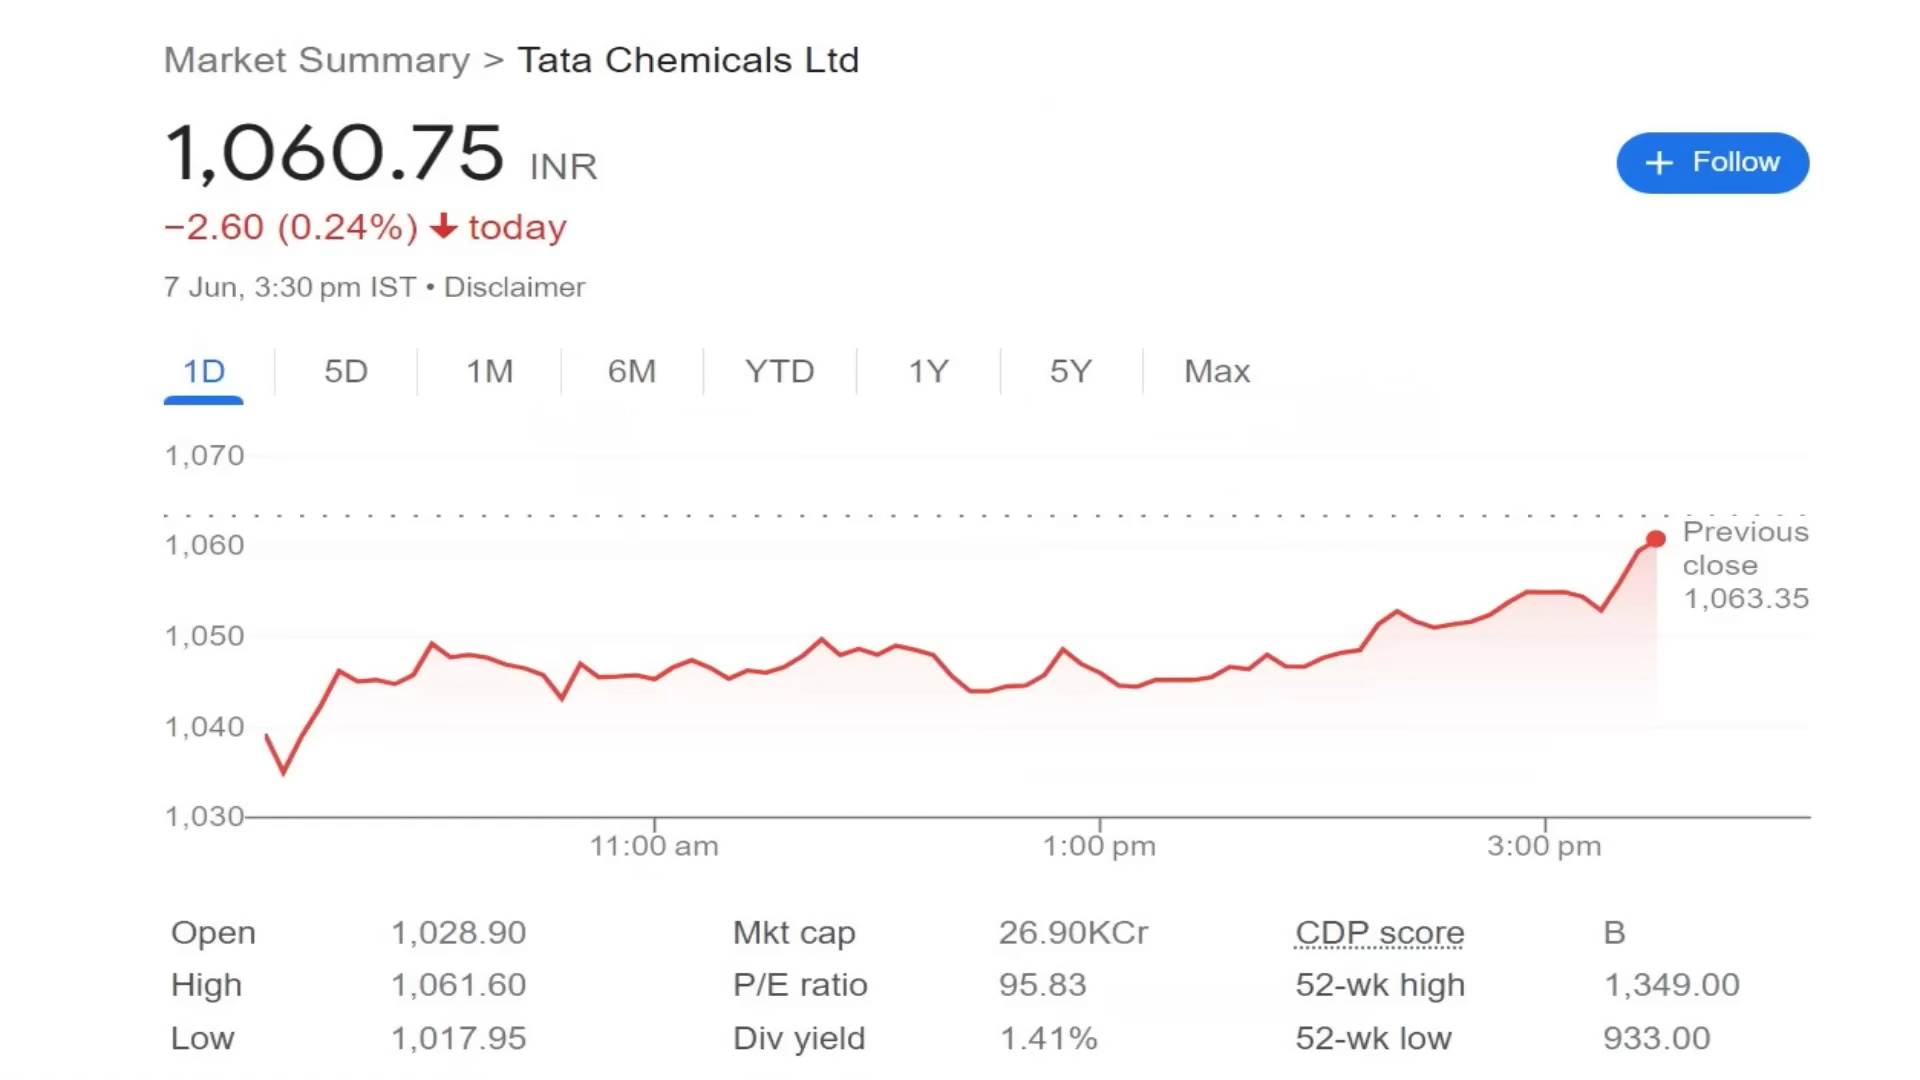 Market Summary > Tata Chemicals Ltd
1,060.75 INR
+ Follow
−2.60 (0.24%) ↓ today
7 Jun, 3:30 pm IST • Disclaimer
1D 5D 1M 6M YTD 1Y 5Y Max
1,070
1,060
1,050
1,040
1,030
Previous
close
1,063.35
11:00 am 1:00 pm 3:00 pm
Open 1,028.90 Mkt cap 26.90KCr CDP score B
High 1,061.60 P/E ratio 95.83 52-wk high 1,349.00
Low 1,017.95 Div yield 1.41% 52-wk low 933.00